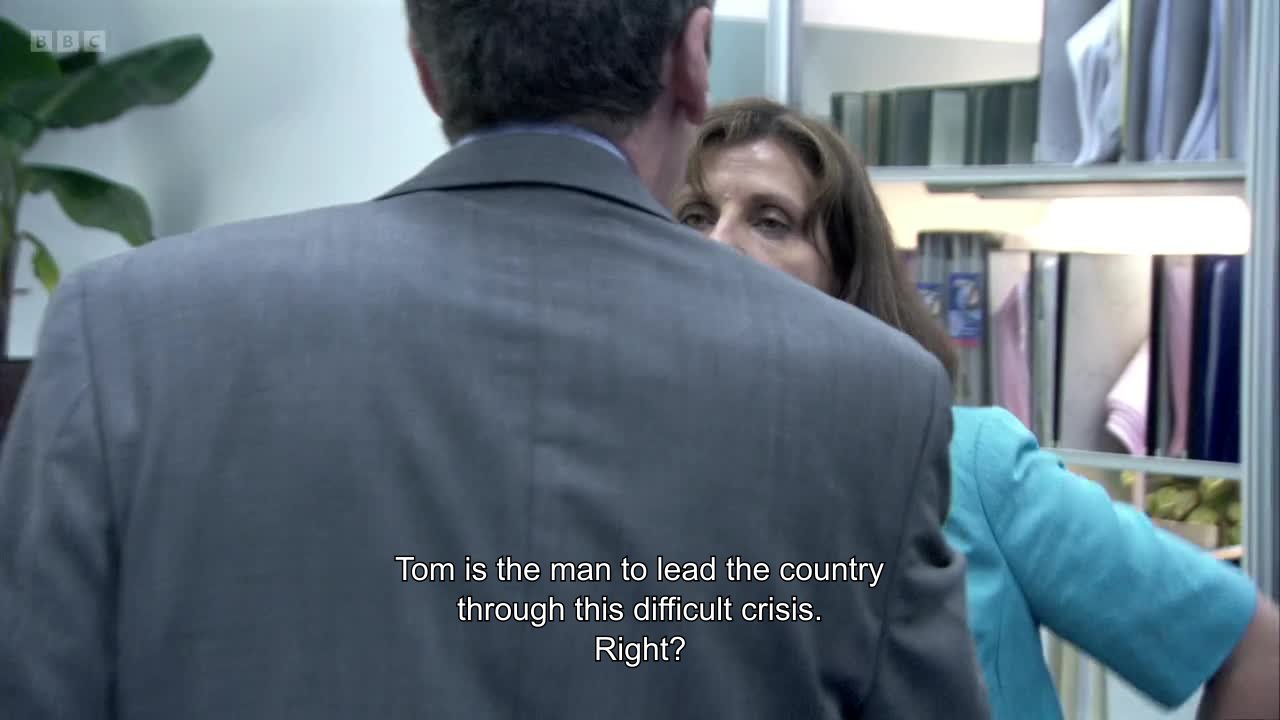 BBC
Tom is the man to lead the country
through this difficult crisis.
Right?